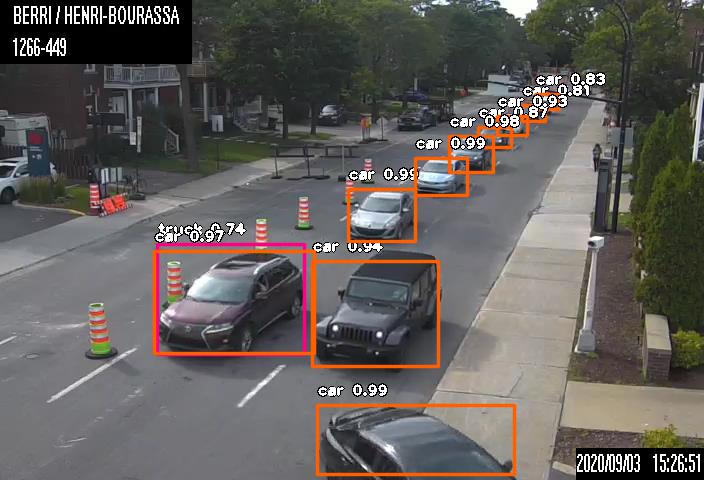 BERRI / HENRI-BOURASSA
1266-449
car 0.83
car 0.81
car 0.93
car 0.87
car 0.98
car 0.99
car 0.99
truck 0.74
car 0.97
car 0.94
car 0.99
2020/09/03 15:26:51